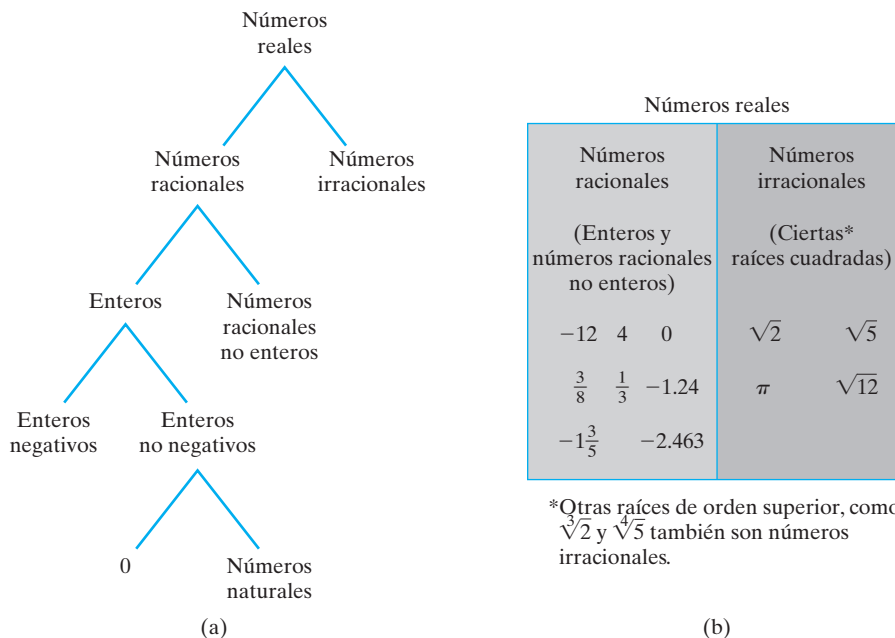 Números
reales
Números
racionales
Números
irracionales
Enteros
Números
racionales
no enteros
Enteros
negativos
Enteros
no negativos
0
Números
naturales
(a)
Números reales
Números
racionales
(Enteros y
números racionales
no enteros)
−12 4 0
3/8 1/3 −1.24
−1 3/5 −2.463
Números
irracionales
(Ciertas*
raíces cuadradas)
√2 √5
π √12
*Otras raíces de orden superior, como
∛2 y ∜5 también son números
irracionales.
(b)